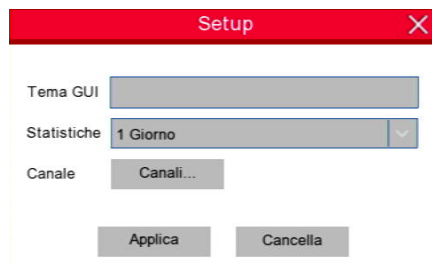 Setup
Tema GUI
Statistiche 1 Giorno
Canale Canali...
Applica Cancella